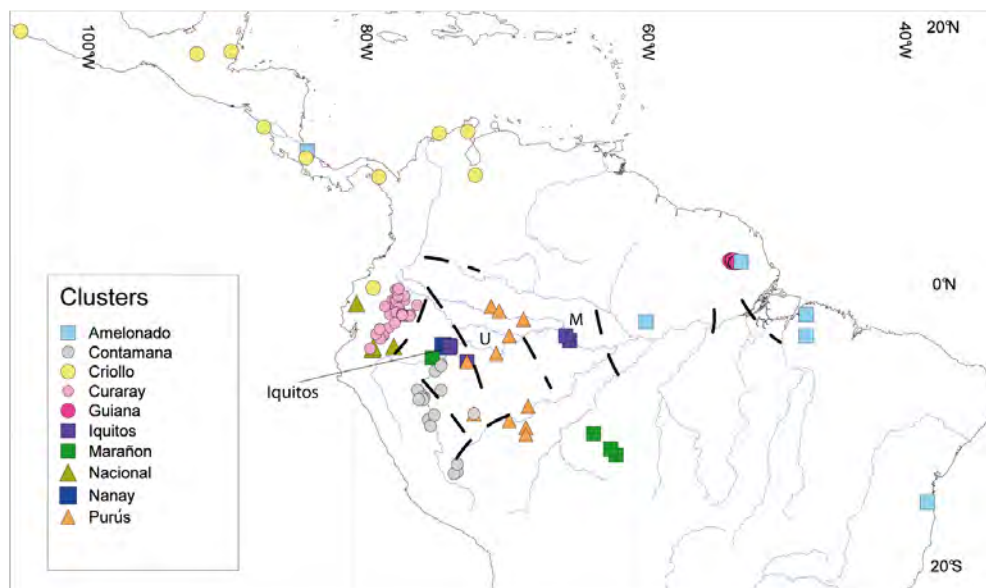 100°W
80°W
60°W
40°W
20°N
0°N
M
U
Iquitos
20°S
Clusters
Amelonado
Contamana
Criollo
Curaray
Guiana
Iquitos
Marañon
Nacional
Nanay
Purús